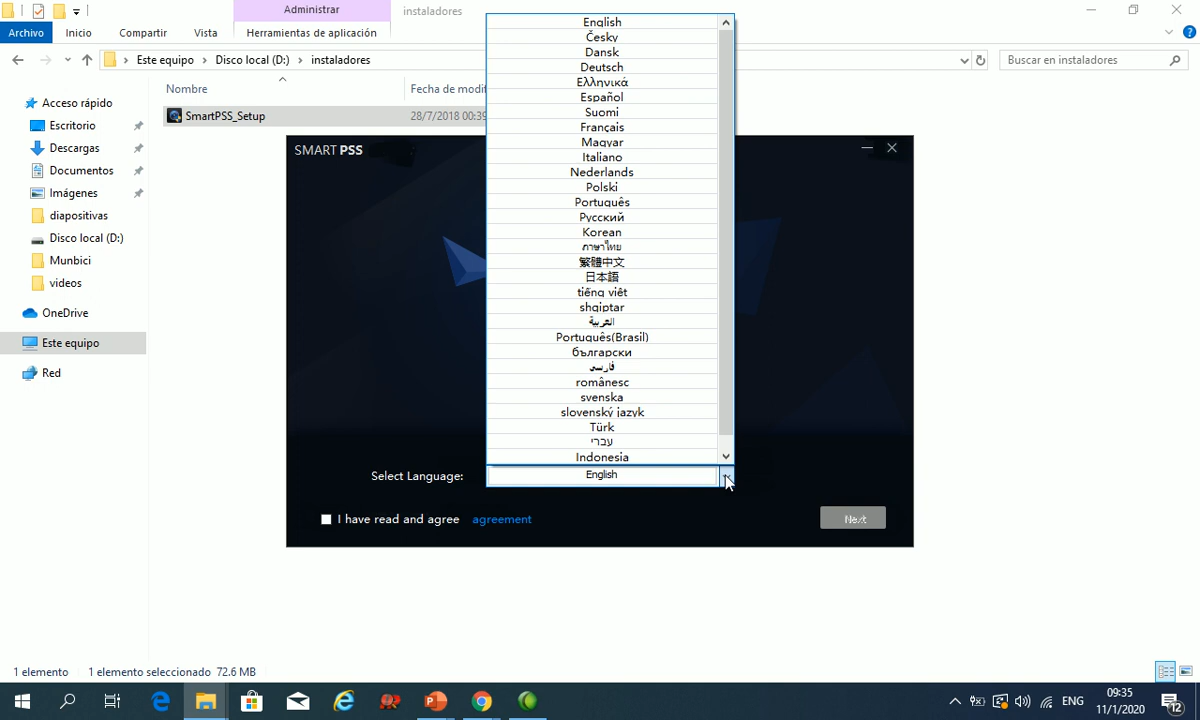 Administrar
instaladores
Archivo
Inicio
Compartir
Vista
Herramientas de aplicación
Este equipo
Disco local (D:)
instaladores
Buscar en instaladores
Nombre
Fecha de modif
SmartPSS_Setup
28/7/2018 00:39
Acceso rápido
Escritorio
Descargas
Documentos
Imágenes
diapositivas
Disco local (D:)
Munbici
videos
OneDrive
Este equipo
Red
SMART PSS
English
Česky
Dansk
Deutsch
Ελληνικά
Español
Suomi
Français
Magyar
Italiano
Nederlands
Polski
Português
Русский
Korean
ภาษาไทย
繁體中文
日本語
tiếng việt
shqiptar
العربية
Português(Brasil)
български
فارسی
românesc
svenska
slovenský jazyk
Türk
עברי
Indonesia
Select Language:
English
I have read and agree
agreement
Next
1 elemento
1 elemento seleccionado 72.6 MB
ENG
09:35
11/1/2020
12